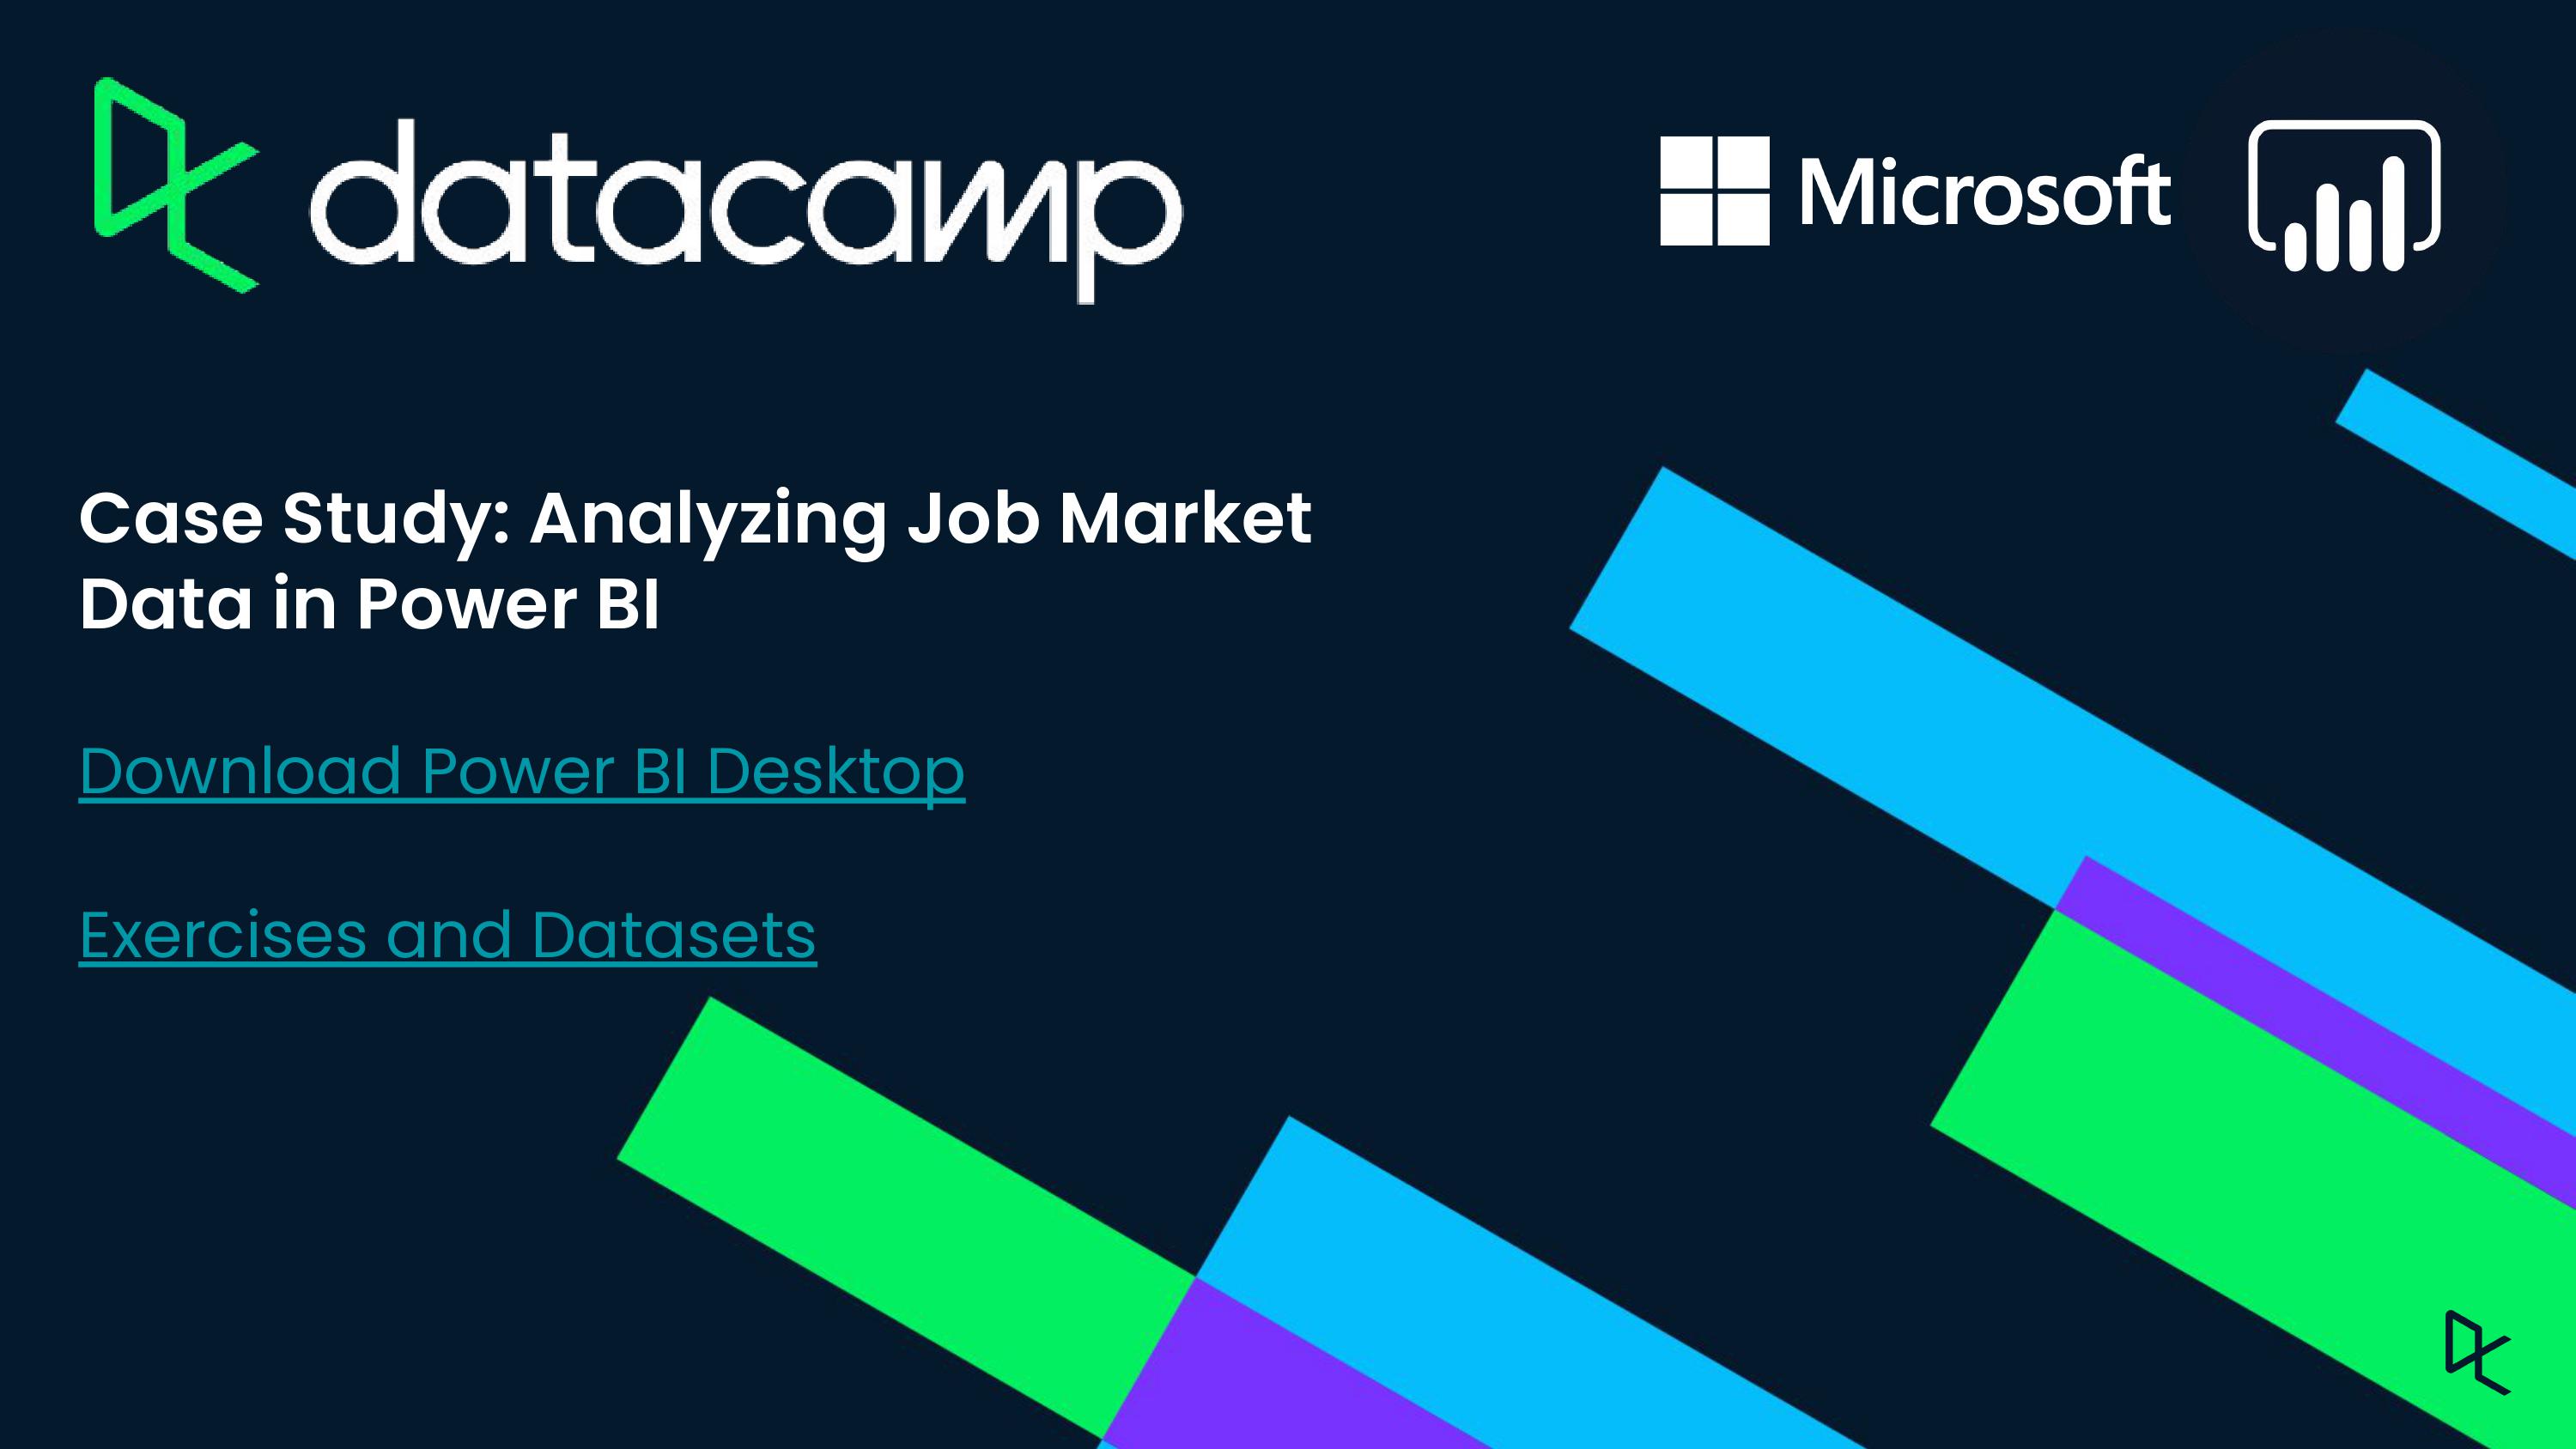 datacamp
Microsoft
Case Study: Analyzing Job Market
Data in Power BI
Download Power BI Desktop
Exercises and Datasets